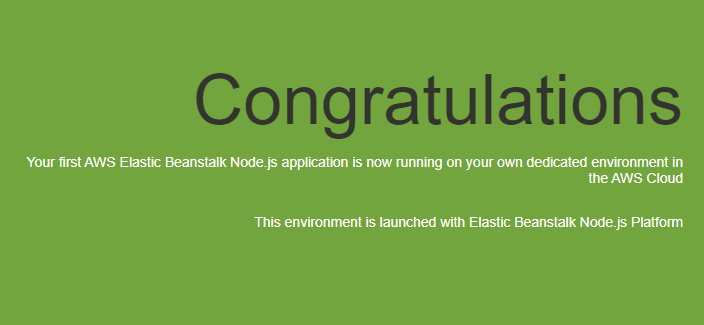 Congratulations
Your first AWS Elastic Beanstalk Node.js application is now running on your own dedicated environment in
the AWS Cloud
This environment is launched with Elastic Beanstalk Node.js Platform